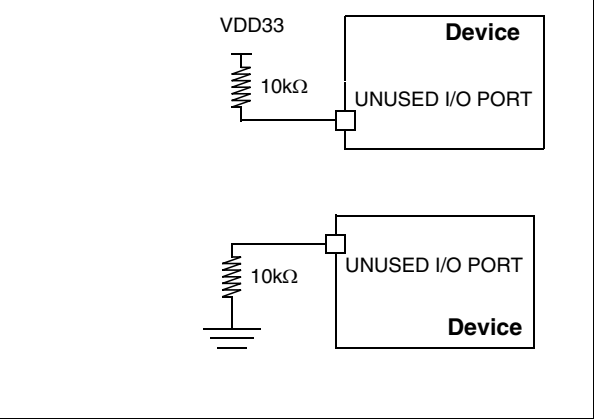 VDD33
Device
10kΩ
UNUSED I/O PORT
UNUSED I/O PORT
10kΩ
Device